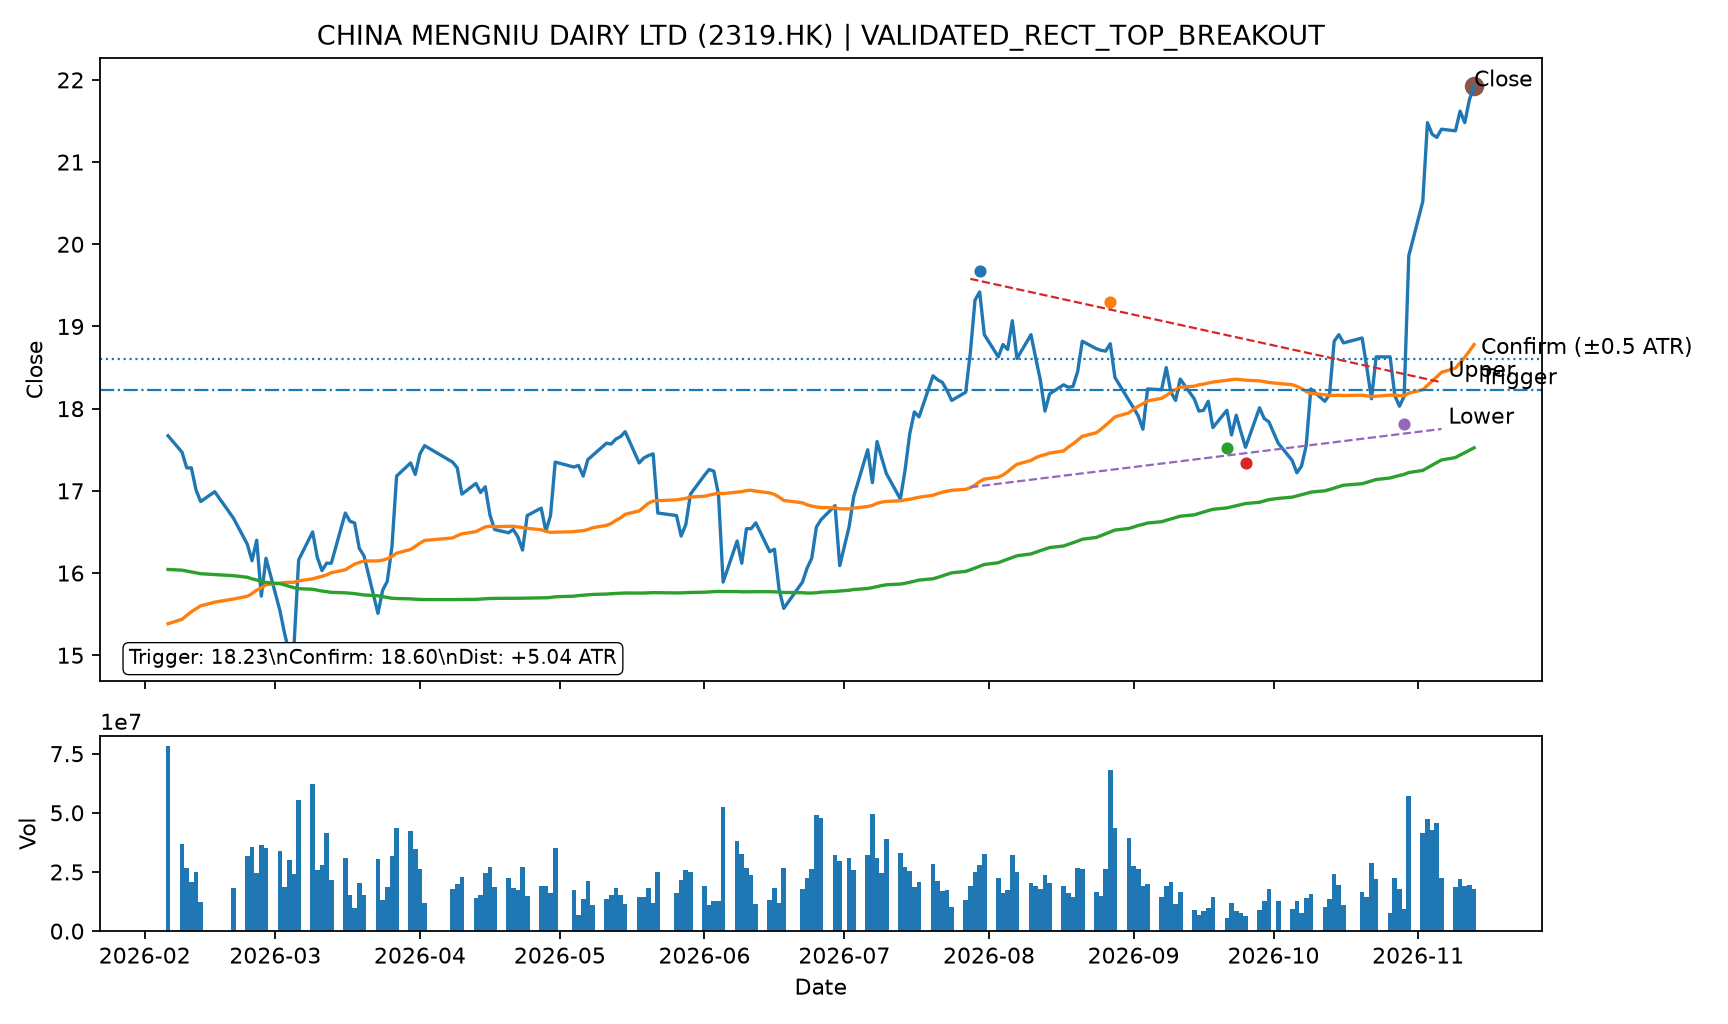 CHINA MENGNIU DAIRY LTD (2319.HK) | VALIDATED_RECT_TOP_BREAKOUT
22
21
20
19
18
17
16
15
Close
Close
Confirm (±0.5 ATR)
Upper
Trigger
Lower
Trigger: 18.23\nConfirm: 18.60\nDist: +5.04 ATR
1e7
7.5
5.0
2.5
0.0
Vol
2026-02 2026-03 2026-04 2026-05 2026-06 2026-07 2026-08 2026-09 2026-10 2026-11
Date